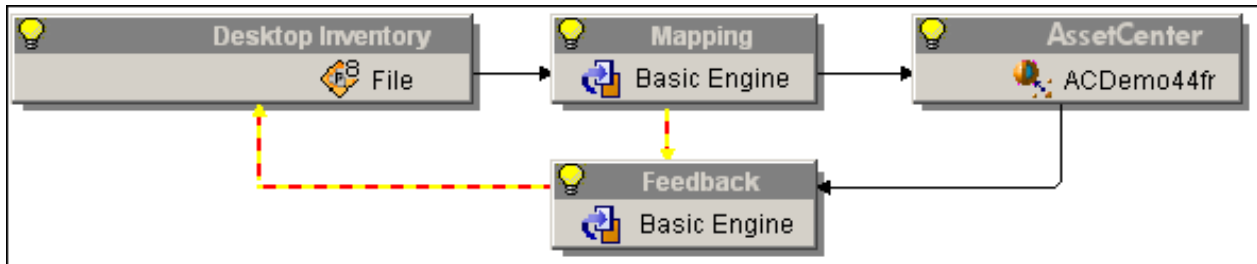 Desktop Inventory
File
Mapping
Basic Engine
AssetCenter
ACDemo44fr
Feedback
Basic Engine